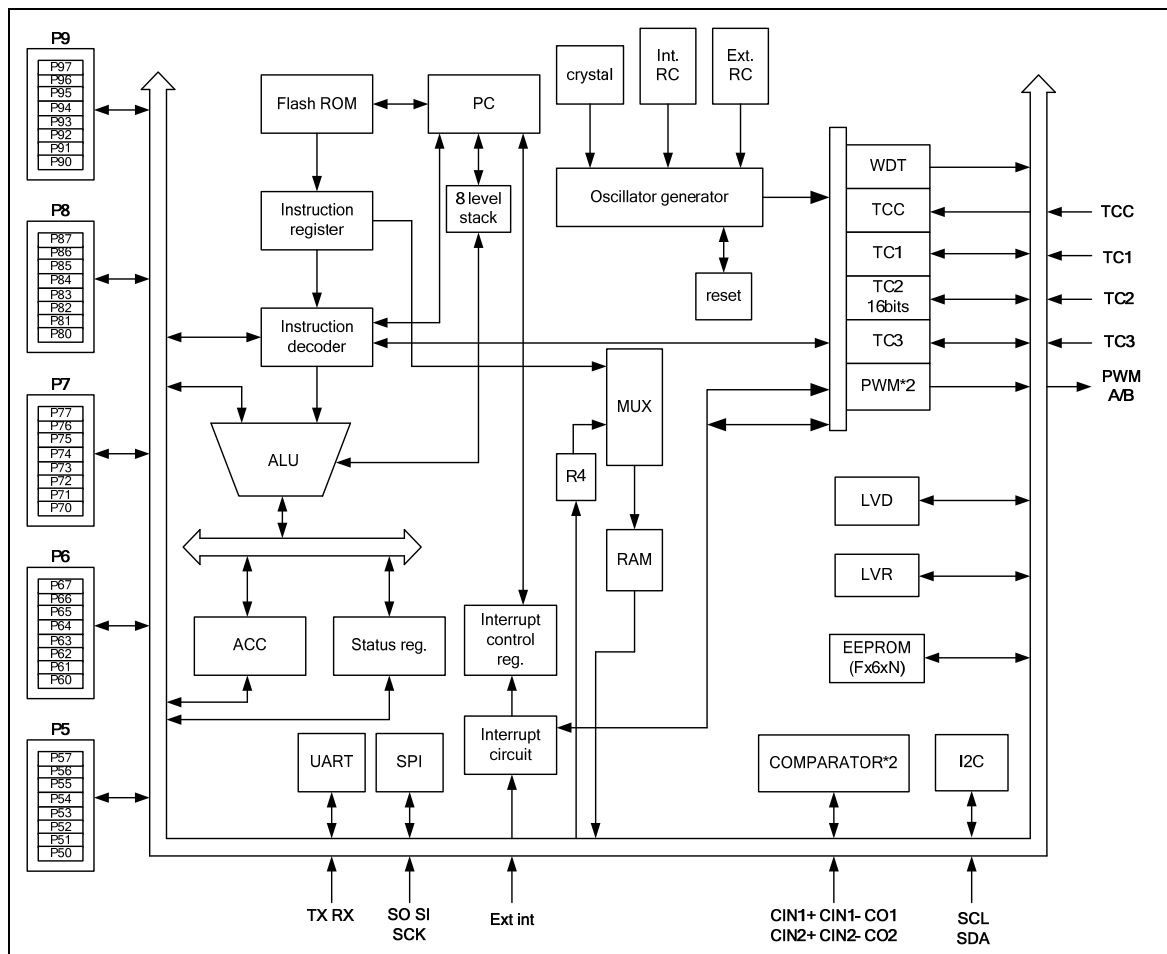 P9
P97
P96
P95
P94
P93
P92
P91
P90
P8
P87
P86
P85
P84
P83
P82
P81
P80
P7
P77
P76
P75
P74
P73
P72
P71
P70
P6
P67
P66
P65
P64
P63
P62
P61
P60
P5
P57
P56
P55
P54
P53
P52
P51
P50
Flash ROM
PC
crystal
Int.
RC
Ext.
RC
Instruction
register
8 level
stack
Oscillator generator
reset
Instruction
decoder
ALU
MUX
R4
RAM
ACC
Status reg.
Interrupt
control
reg.
Interrupt
circuit
UART
SPI
WDT
TCC
TC1
TC2
16bits
TC3
PWM*2
LVD
LVR
EEPROM
(Fx6xN)
COMPARATOR*2
I2C
TCC
TC1
TC2
TC3
PWM
A/B
TX RX
SO SI
SCK
Ext int
CIN1+ CIN1- CO1
CIN2+ CIN2- CO2
SCL
SDA